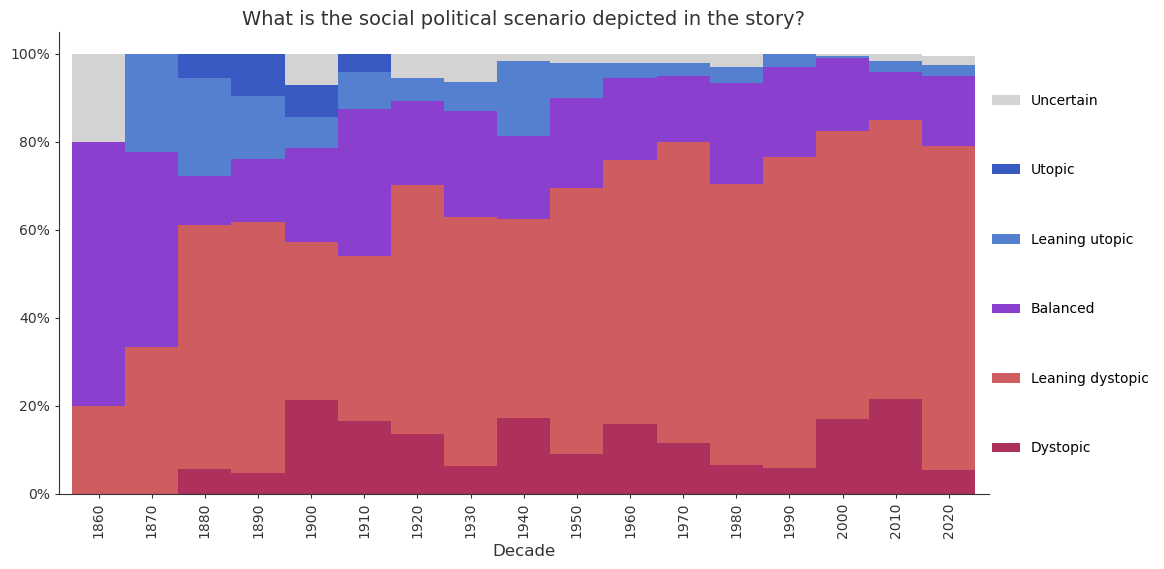 What is the social political scenario depicted in the story?
100%
80%
60%
40%
20%
0%
1860
1870
1880
1890
1900
1910
1920
1930
1940
1950
1960
1970
1980
1990
2000
2010
2020
Decade
Uncertain
Utopic
Leaning utopic
Balanced
Leaning dystopic
Dystopic